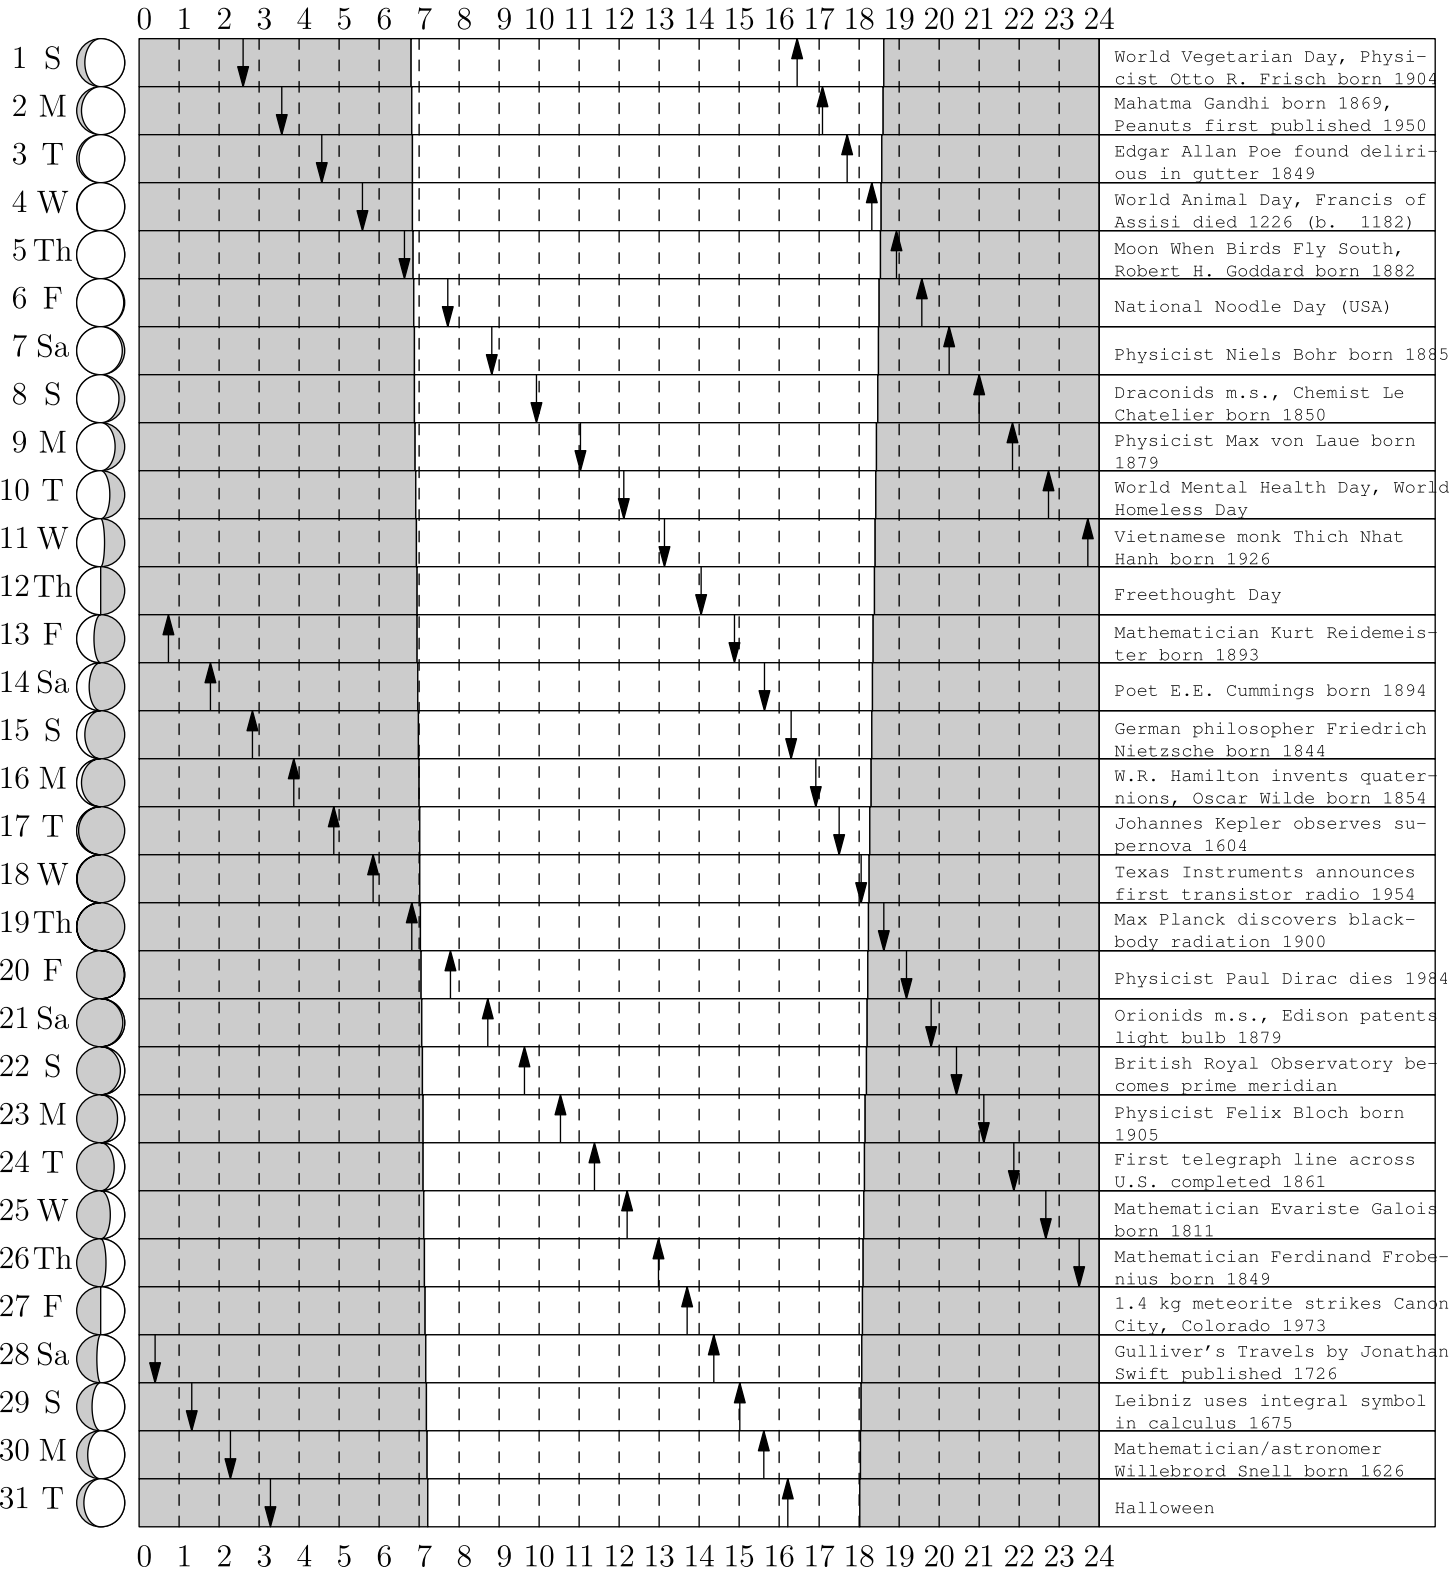 0 1 2 3 4 5 6 7 8 9 10 11 12 13 14 15 16 17 18 19 20 21 22 23 24
1 S World Vegetarian Day, Physi-
cist Otto R. Frisch born 1904
2 M Mahatma Gandhi born 1869,
Peanuts first published 1950
3 T Edgar Allan Poe found deliri-
ous in gutter 1849
4 W World Animal Day, Francis of
Assisi died 1226 (b. 1182)
5 Th Moon When Birds Fly South,
Robert H. Goddard born 1882
6 F National Noodle Day (USA)
7 Sa Physicist Niels Bohr born 1885
8 S Draconids m.s., Chemist Le
Chatelier born 1850
9 M Physicist Max von Laue born
1879
10 T World Mental Health Day, World
Homeless Day
11 W Vietnamese monk Thich Nhat
Hanh born 1926
12 Th Freethought Day
13 F Mathematician Kurt Reidemeis-
ter born 1893
14 Sa Poet E.E. Cummings born 1894
15 S German philosopher Friedrich
Nietzsche born 1844
16 M W.R. Hamilton invents quater-
nions, Oscar Wilde born 1854
17 T Johannes Kepler observes su-
pernova 1604
18 W Texas Instruments announces
first transistor radio 1954
19 Th Max Planck discovers black-
body radiation 1900
20 F Physicist Paul Dirac dies 1984
21 Sa Orionids m.s., Edison patents
light bulb 1879
22 S British Royal Observatory be-
comes prime meridian
23 M Physicist Felix Bloch born
1905
24 T First telegraph line across
U.S. completed 1861
25 W Mathematician Evariste Galois
born 1811
26 Th Mathematician Ferdinand Frobe-
nius born 1849
27 F 1.4 kg meteorite strikes Canon
City, Colorado 1973
28 Sa Gulliver's Travels by Jonathan
Swift published 1726
29 S Leibniz uses integral symbol
in calculus 1675
30 M Mathematician/astronomer
Willebrord Snell born 1626
31 T Halloween
0 1 2 3 4 5 6 7 8 9 10 11 12 13 14 15 16 17 18 19 20 21 22 23 24